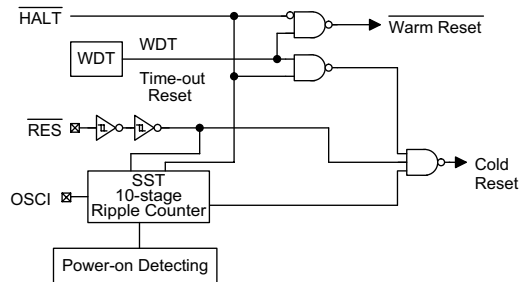 HALT
Warm Reset
WDT
WDT
Time-out
Reset
RES
Cold
Reset
SST
10-stage
Ripple Counter
OSCI
Power-on Detecting